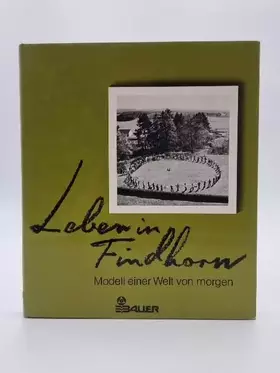 Leben in
Findhorn
Modell einer Welt von morgen
BAUER